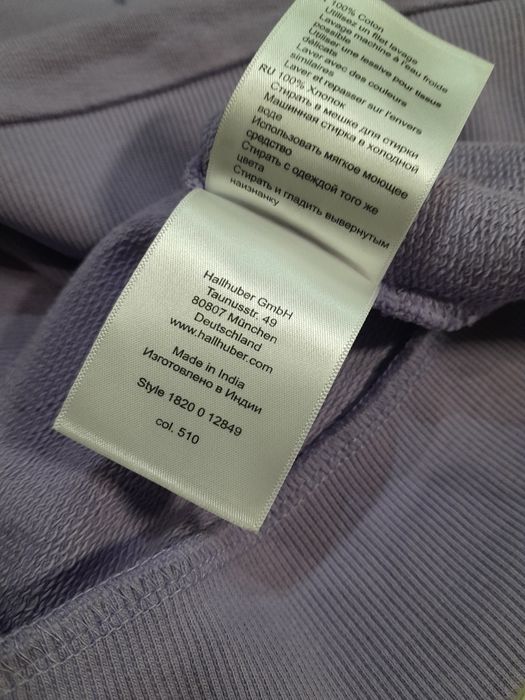 100% Coton
Utilisez un filet lavage
Lavage machine à l'eau froide
possible
Utiliser une lessive pour tissus
délicats
Laver avec des couleurs
similaires
Laver et repasser sur l'envers
RU 100% Хлопок
Стирать в мешке для стирки
Машинная стирка в холодной
воде
Использовать мягкое моющее
средство
Стирать с одеждой того же
цвета
Стирать и гладить вывернутым
наизнанку
Hallhuber GmbH
Taunusstr. 49
80807 München
Deutschland
www.hallhuber.com
Made in India
Изготовлено в Индии
Style 1820 0 12849
col. 510